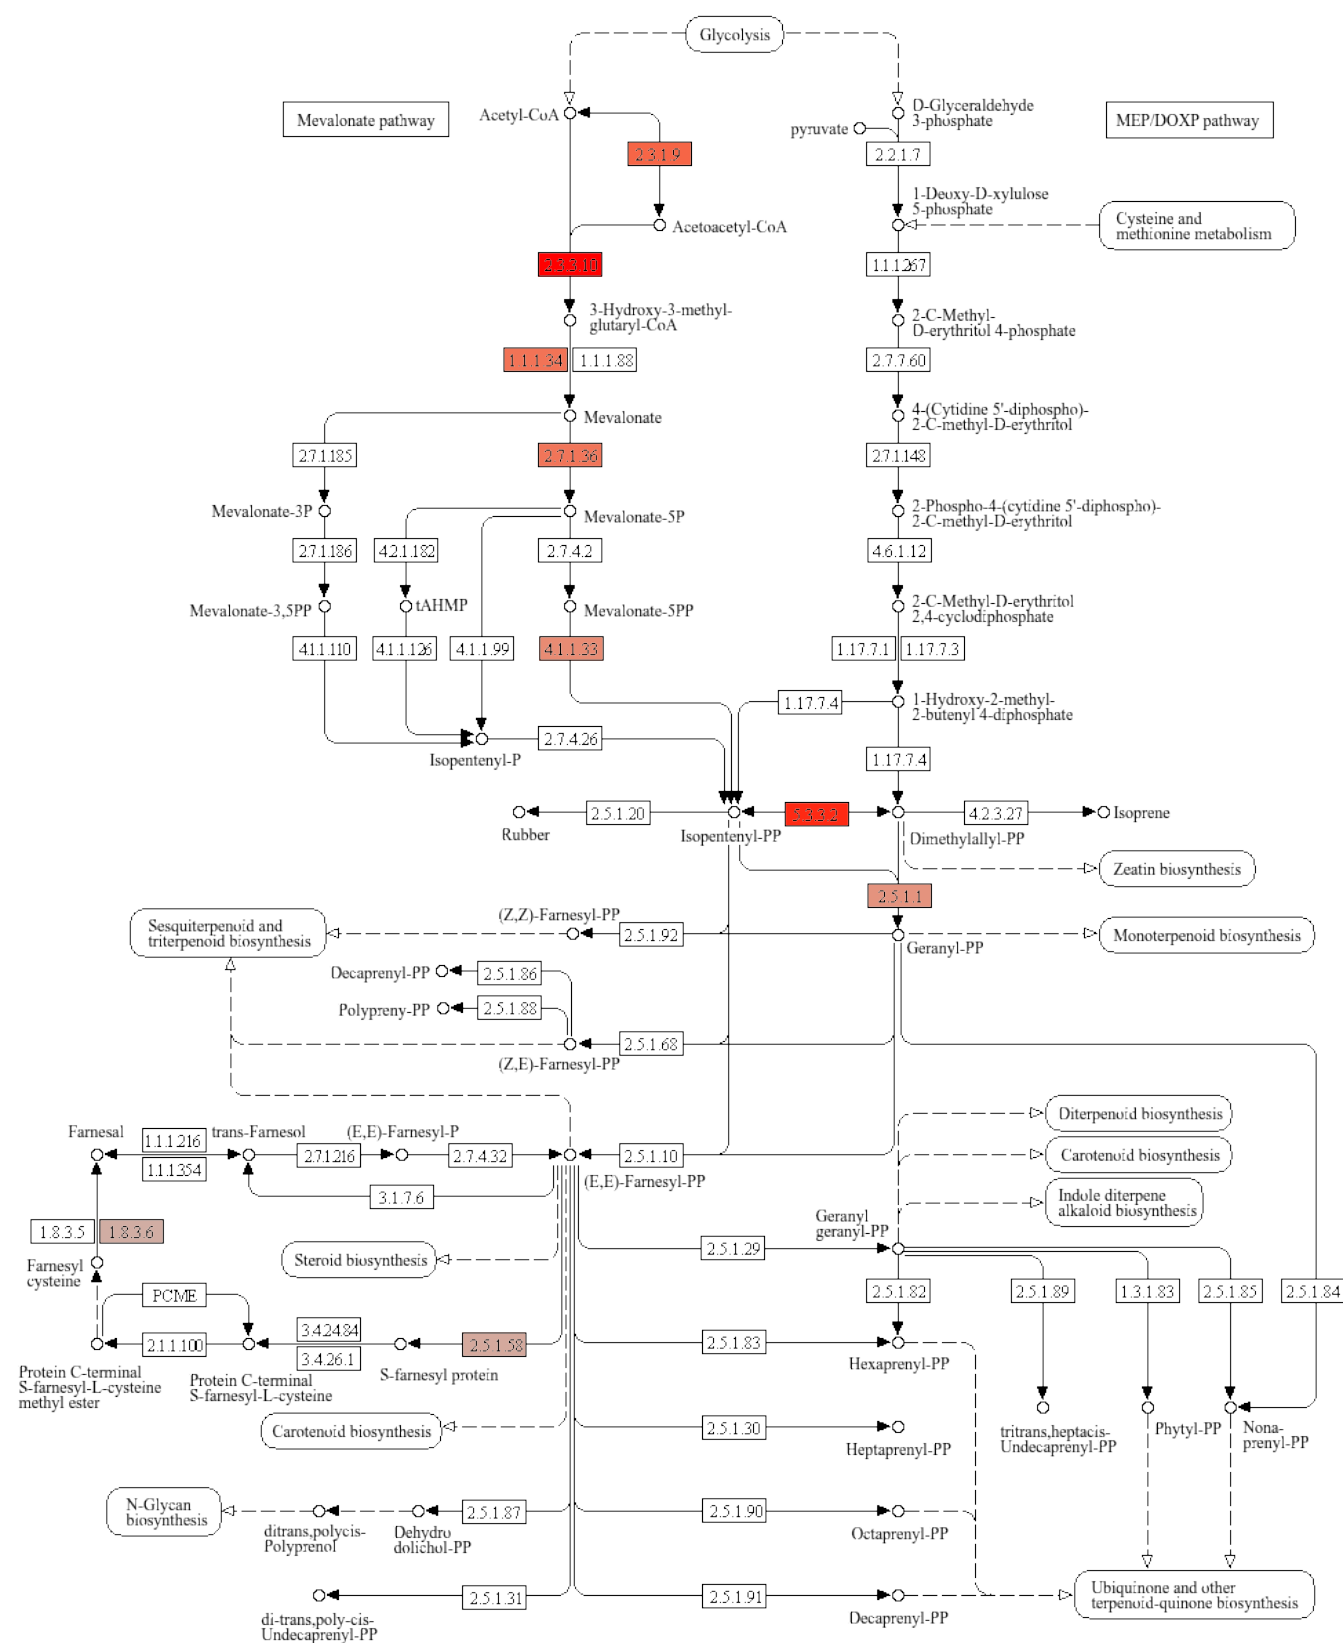 Glycolysis
Mevalonate pathway
Acetyl-CoA
D-Glyceraldehyde
3-phosphate
MEP/DOXP pathway
pyruvate
2.3.1.9
2.2.1.7
1-Deoxy-D-xylulose
5-phosphate
Acetoacetyl-CoA
Cysteine and
methionine metabolism
2.3.3.10
1.1.1.267
3-Hydroxy-3-methyl-
glutaryl-CoA
2-C-Methyl-
D-erythritol 4-phosphate
1.1.1.34
1.1.1.88
2.7.7.60
Mevalonate
4-(Cytidine 5'-diphospho)-
2-C-methyl-D-erythritol
2.7.1.185
2.7.1.36
2.7.1.148
Mevalonate-3P
Mevalonate-5P
2-Phospho-4-(cytidine 5'-diphospho)-
2-C-methyl-D-erythritol
2.7.1.186
4.2.1.182
2.7.4.2
4.6.1.12
Mevalonate-3,5PP
tAHMP
Mevalonate-5PP
2-C-Methyl-D-erythritol
2,4-cyclodiphosphate
4.1.1.110
4.1.1.126
4.1.1.99
4.1.1.33
1.17.7.1
1.17.7.3
1.17.7.4
1-Hydroxy-2-methyl-
2-butenyl 4-diphosphate
2.7.4.26
Isopentenyl-P
1.17.7.4
2.5.1.20
5.3.3.2
4.2.3.27
Isoprene
Rubber
Isopentenyl-PP
Dimethylallyl-PP
Zeatin biosynthesis
2.5.1.1
Sesquiterpenoid and
triterpenoid biosynthesis
(Z,Z)-Farnesyl-PP
2.5.1.92
Geranyl-PP
Monoterpenoid biosynthesis
Decaprenyl-PP
2.5.1.86
Polypreny-PP
2.5.1.88
2.5.1.68
(Z,E)-Farnesyl-PP
Farnesal
1.1.1.216
1.1.1.354
trans-Farnesol
2.7.1.216
(E,E)-Farnesyl-P
2.7.4.32
2.5.1.10
(E,E)-Farnesyl-PP
3.1.7.6
Diterpenoid biosynthesis
Carotenoid biosynthesis
Indole diterpene
alkaloid biosynthesis
1.8.3.5
1.8.3.6
Geranyl
geranyl-PP
2.5.1.29
Steroid biosynthesis
Farnesyl
cysteine
PCME
2.5.1.82
2.5.1.89
1.3.1.83
2.5.1.85
2.5.1.84
2.1.1.100
3.4.24.84
3.4.26.1
2.5.1.58
2.5.1.83
Protein C-terminal
S-farnesyl-L-cysteine
methyl ester
Protein C-terminal
S-farnesyl-L-cysteine
S-farnesyl protein
Hexaprenyl-PP
Carotenoid biosynthesis
2.5.1.30
Heptaprenyl-PP
tritrans,heptacis-
Undecaprenyl-PP
Phytyl-PP
Nona-
prenyl-PP
N-Glycan
biosynthesis
ditrans,polycis-
Polyprenol
Dehydro
dolichol-PP
2.5.1.87
2.5.1.90
Octaprenyl-PP
di-trans,poly-cis-
Undecaprenyl-PP
2.5.1.31
2.5.1.91
Decaprenyl-PP
Ubiquinone and other
terpenoid-quinone biosynthesis